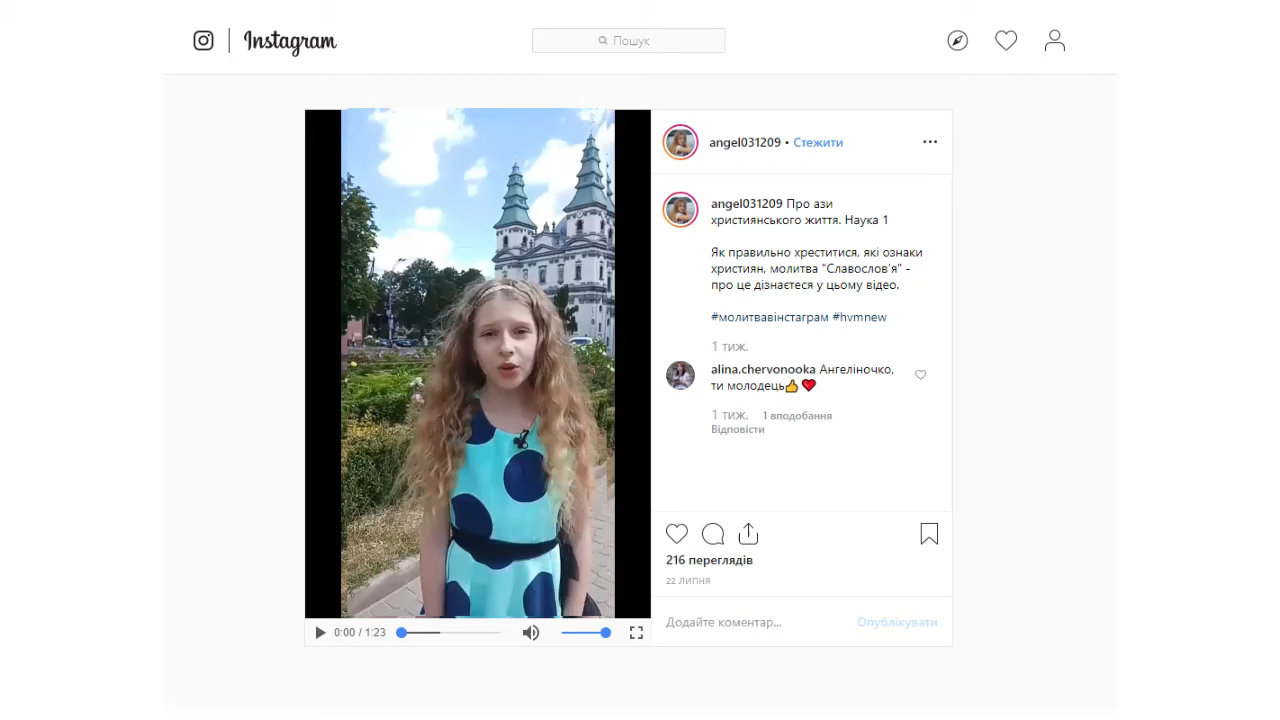 Instagram
Пошук
angel031209 • Стежити
angel031209 Про ази
християнського життя. Наука 1
Як правильно хреститися, які ознаки
християн, молитва "Славослов'я" -
про це дізнаєтеся у цьому відео.
#молитвавінстаграм #hvmnew
1 тиж.
alina.chervonooka Ангеліночко,
ти молодець👍❤️
1 тиж. 1 вподобання
Відповісти
216 переглядів
22 ЛИПНЯ
0:00 / 1:23
Додайте коментар... Опублікувати